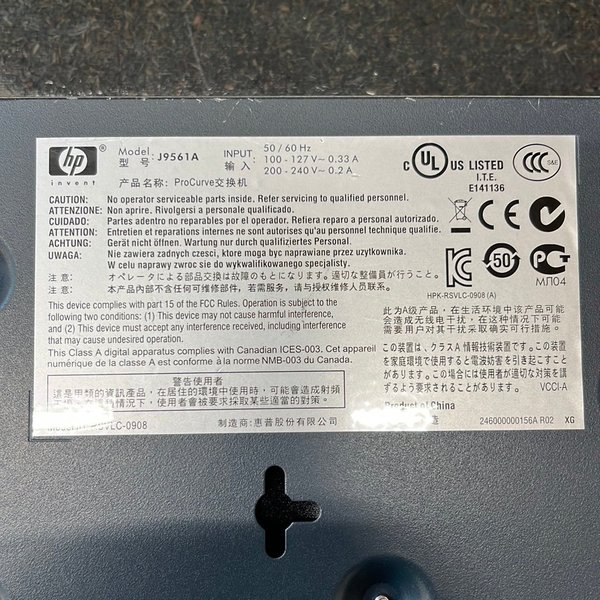 hp ®
invent
Model
型 号: J9561A
INPUT: 50 / 60 Hz
100 - 127 V~ 0.33 A
200 - 240 V~ 0.2 A
产品名称: ProCurve交换机
C UL US LISTED
I.T.E.
E141136
CCC S&E
CAUTION: No operator serviceable parts inside. Refer servicing to qualified personnel.
ATTENZIONE: Non aprire. Rivolgersi a personale qualificado.
CUIDADO: Partes adentro no reparables por el operador. Refiera reparo a personal autorizado.
ATTENTION: Entretien et reparations internes ne sont autorisées qu'au personnel technique qualifié.
ACHTUNG: Gerät nicht öffnen. Wartung nur durch qualifiziertes Personal.
UWAGA: Nie zawiera żadnych czesci, ktore moga byc naprawiane przez uzytkownika.
W celu naprawy zwroc sie do wykwalifikowanego specjalisty.
注 意: オペレータによる部品交換は故障のもとになります。適切な整備員が行うこと。
注 意: 本产品内部不含任何可维修部件, 若需服务, 请与授权维修人员联系。
CE N
50
PCT
МП04
HPK-RSVLC-0908 (A)
This device complies with part 15 of the FCC Rules. Operation is subject to the
following two conditions: (1) This device may not cause harmful interference,
and (2) This device must accept any interference received, including interference
that may cause undesired operation.
This Class A digital apparatus complies with Canadian ICES-003. Cet appareil
numérique de la classe A est conforme à la norme NMB-003 du Canada.
此为A级产品, 在生活环境中该产品可能
会造成无线电干扰, 在这种情况下可能需
要用户对其干扰采取切实可行的措施。
この装置は、クラスA 情報技術装置です。この装置
を家庭環境で使用すると電波妨害を引き起こすことが
あります。この場合には使用者が適切な対策を講
ずるよう要求されることがあります。 VCCI-A
警告使用者
這是甲類的資訊產品, 在居住的環境中使用時, 可能會造成射頻
干擾, 在這種情況下, 使用者會被要求採取某些適當的對策
Product of China
RSVLC-0908
制造商: 惠普股份有限公司
246000000156A R02 XG